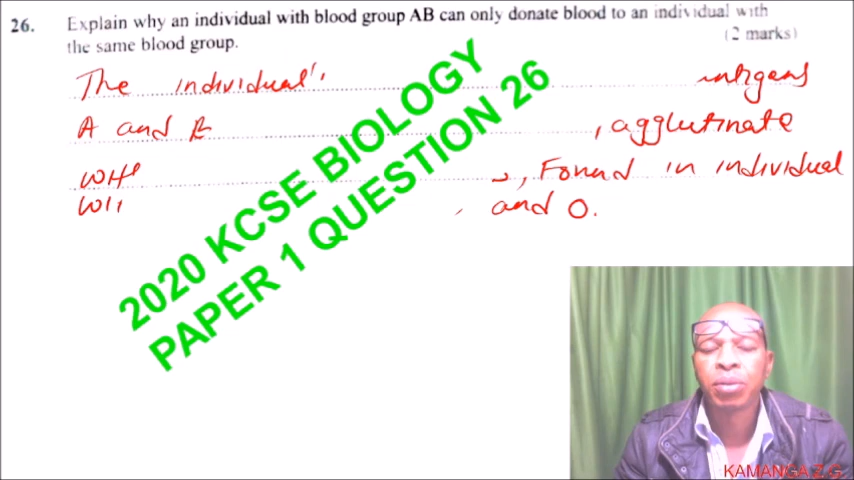 26. Explain why an individual with blood group AB can only donate blood to an individual with
the same blood group. (2 marks)
The individual's antigens
A and B , agglutinate
with , Found in individual
and O.
2020 KCSE BIOLOGY
PAPER 1 QUESTION 26
KAMANGA Z.G